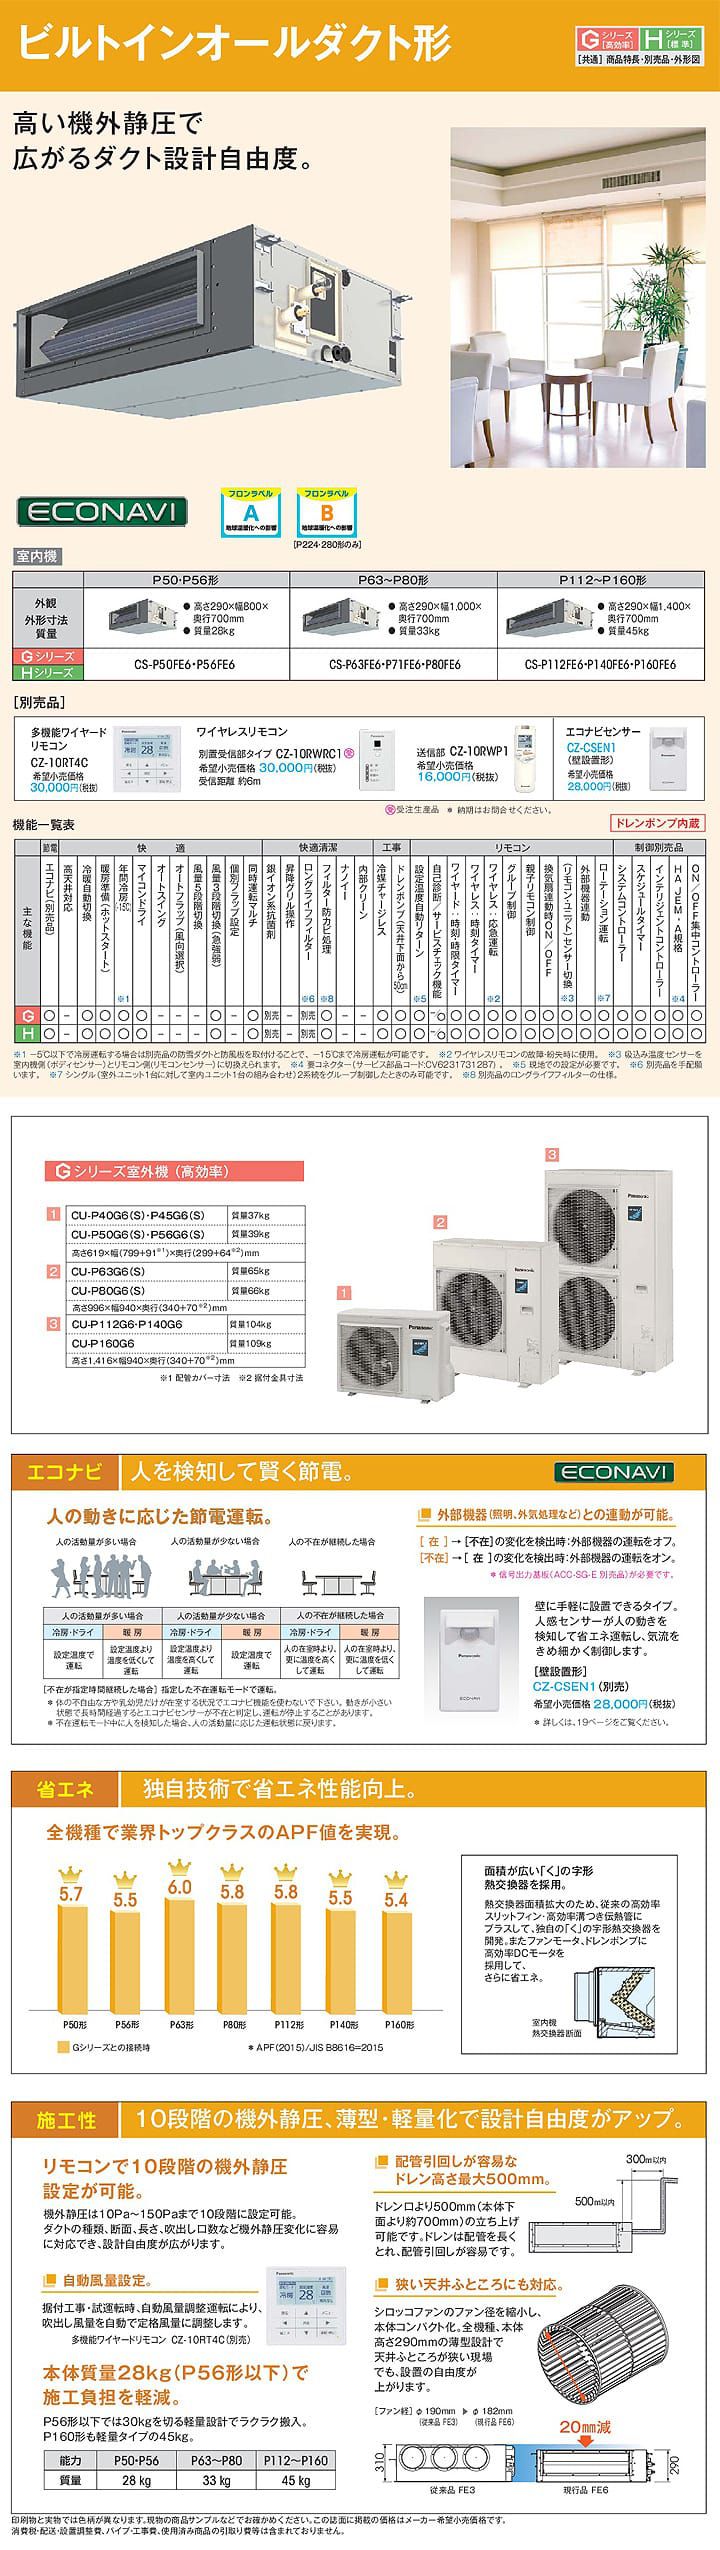 ビルトインオールダクト形
Gシリーズ[高効率] Hシリーズ[標準]
[共通] 商品特長・別売品・外形図
高い機外静圧で
広がるダクト設計自由度。
ECONAVI
フロンラベル A 地球温暖化への影響
フロンラベル B 地球温暖化への影響
[P224・280形のみ]
室内機
P50・P56形 P63〜P80形 P112〜P160形
外観
外形寸法
質量
● 高さ290×幅800×
奥行700mm
● 質量28kg
● 高さ290×幅1,000×
奥行700mm
● 質量33kg
● 高さ290×幅1,400×
奥行700mm
● 質量45kg
Gシリーズ
Hシリーズ
CS-P50FE6・P56FE6 CS-P63FE6・P71FE6・P80FE6 CS-P112FE6・P140FE6・P160FE6
[別売品]
多機能ワイヤード
リモコン
CZ-10RT4C
希望小売価格
30,000円(税抜)
ワイヤレスリモコン
別置受信部タイプ CZ-10RWRC1㊥
希望小売価格 30,000円(税抜)
受信距離 約6m
送信部 CZ-10RWP1
希望小売価格
16,000円(税抜)
エコナビセンサー
CZ-CSEN1
(壁設置形)
希望小売価格
28,000円(税抜)
受注生産品 * 納期はお問合せください。
機能一覧表
ドレンポンプ内蔵
節電 快適 快適清潔 工事 リモコン 制御別売品
主な機能
エコナビ(別売品)
高天井対応
冷暖自動切換
暖房準備(ホットスタート)
年間冷房(-15℃) ※1
マイコンドライ
オートスイング
オートフラップ(風向選択)
風量5段階切換
風量3段階切換(急強弱)
個別フラップ設定
同時運転マルチ
銀イオン系抗菌剤
昇降グリル操作
ロングライフフィルター ※6
フィルター防カビ処理 ※8
ナノイー
内部クリーン
冷媒チャージレス
ドレンポンプ(天井下面から50cm)
設定温度自動リターン ※5
自己診断/サービスチェック機能
ワイヤード:時刻・時限タイマー
ワイヤレス:時刻タイマー
ワイヤレス:応急運転 ※2
グループ制御
親子リモコン制御
換気扇連動時ON/OFF
(リモコン・ユニット)センサー切換 ※3
外部機器連動
ローテーション運転 ※7
システムコントローラー
スケジュールタイマー
インテリジェントコントローラー
HA JEM-A規格 ※4
ON/OFF集中コントローラー
G ○ － ○ ○ ○ ○ － － － ○ － ○ 別売 － 別売 ○ － － ○ ○ ○ －/○ ○ ○ ○ ○ ○ ○ ○ ○ ○ ○ ○ ○ ○ ○
H ○ － ○ ○ ○ ○ － － － ○ － ○ 別売 － 別売 ○ － － ○ ○ ○ －/○ ○ ○ ○ ○ ○ ○ ○ ○ ○ ○ ○ ○ ○ ○
※1 −5℃以下で冷房運転する場合は別売品の防雪ダクトと防風板を取付けることで、−15℃まで冷房運転が可能です。 ※2 ワイヤレスリモコンの故障・紛失時に使用。 ※3 吸込み温度センサーを
室内機側(ボディセンサー)とリモコン側(リモコンセンサー)に切換えられます。 ※4 要コネクター(サービス部品コード:CV6231731287)。 ※5 現地での設定が必要です。 ※6 別売品を手配願
います。 ※7 シングル(室外ユニット1台に対して室内ユニット1台の組み合わせ)2系統をグループ制御したときのみ可能です。 ※8 別売品のロングライフフィルターの仕様。
Gシリーズ室外機(高効率)
1 CU-P40G6(S)・P45G6(S) 質量37kg
CU-P50G6(S)・P56G6(S) 質量39kg
高さ619×幅(799+91※1)×奥行(299+64※2)mm
2 CU-P63G6(S) 質量65kg
CU-P80G6(S) 質量66kg
高さ996×幅940×奥行(340+70※2)mm
3 CU-P112G6・P140G6 質量104kg
CU-P160G6 質量109kg
高さ1,416×幅940×奥行(340+70※2)mm
※1 配管カバー寸法 ※2 据付金具寸法
1
2
3
Panasonic
Panasonic
Panasonic
エコナビ 人を検知して賢く節電。 ECONAVI
人の動きに応じた節電運転。
人の活動量が多い場合 人の活動量が少ない場合 人の不在が継続した場合
人の活動量が多い場合 人の活動量が少ない場合 人の不在が継続した場合
冷房・ドライ 暖房 冷房・ドライ 暖房 冷房・ドライ 暖房
設定温度で
運転
設定温度より
温度を低くして
運転
設定温度より
温度を高くして
運転
設定温度で
運転
人の在室時より、
更に温度を高く
して運転
人の在室時より、
更に温度を低く
して運転
[不在が指定時間継続した場合] 指定した不在運転モードで運転。
* 体の不自由な方や乳幼児だけが在室する状況でエコナビ機能を使わないで下さい。動きが小さい
状態で長時間経過するとエコナビセンサーが不在と判定し、運転が停止することがあります。
* 不在運転モード中に人を検知した場合、人の活動量に応じた運転状態に戻ります。
外部機器(照明、外気処理など)との連動が可能。
[ 在 ]→[不在]の変化を検出時:外部機器の運転をオフ。
[不在]→[ 在 ]の変化を検出時:外部機器の運転をオン。
* 信号出力基板(ACC-SG-E 別売品)が必要です。
ECONAVI
壁に手軽に設置できるタイプ。
人感センサーが人の動きを
検知して省エネ運転し、気流を
きめ細かく制御します。
[壁設置形]
CZ-CSEN1(別売)
希望小売価格 28,000円(税抜)
* 詳しくは、19ページをご覧ください。
省エネ 独自技術で省エネ性能向上。
全機種で業界トップクラスのAPF値を実現。
5.7 5.5 6.0 5.8 5.8 5.5 5.4
P50形 P56形 P63形 P80形 P112形 P140形 P160形
Gシリーズとの接続時 * APF(2015)/JIS B8616=2015
面積が広い「く」の字形
熱交換器を採用。
熱交換器面積拡大のため、従来の高効率
スリットフィン・高効率溝つき伝熱管に
プラスして、独自の「く」の字形熱交換器を
開発。またファンモータ、ドレンポンプに
高効率DCモータを
採用して、
さらに省エネ。
室内機
熱交換器断面
施工性 10段階の機外静圧、薄型・軽量化で設計自由度がアップ。
リモコンで10段階の機外静圧
設定が可能。
機外静圧は10Pa〜150Paまで10段階に設定可能。
ダクトの種類、断面、長さ、吹出し口数など機外静圧変化に容易
に対応でき、設計自由度が広がります。
自動風量設定。
据付工事・試運転時、自動風量調整運転により、
吹出し風量を自動で定格風量に調整します。
多機能ワイヤードリモコン CZ-10RT4C(別売)
本体質量28kg(P56形以下)で
施工負担を軽減。
P56形以下では30kgを切る軽量設計でラクラク搬入。
P160形も軽量タイプの45kg。
能力 P50・P56 P63〜P80 P112〜P160
質量 28 kg 33 kg 45 kg
配管引回しが容易な
ドレン高さ最大500mm。
ドレン口より500mm(本体下
面より約700mm)の立ち上げ
可能です。ドレンは配管を長く
とれ、配管引回しが容易です。
300mm以内
500mm以内
狭い天井ふところにも対応。
シロッコファンのファン径を縮小し、
本体コンパクト化。全機種、本体
高さ290mmの薄型設計で
天井ふところが狭い現場
でも、設置の自由度が
上がります。
[ファン経] φ190mm ▶ φ182mm
(従来品 FE3) (現行品 FE6)
20mm減
310
290
従来品 FE3 現行品 FE6
印刷物と実物では色柄が異なります。現物の商品サンプルなどでお確かめください。この誌面に掲載の価格はメーカー希望小売価格です。
消費税・配送・設置調整費、パイプ・工事費、使用済み商品の引取り費等は含まれておりません。